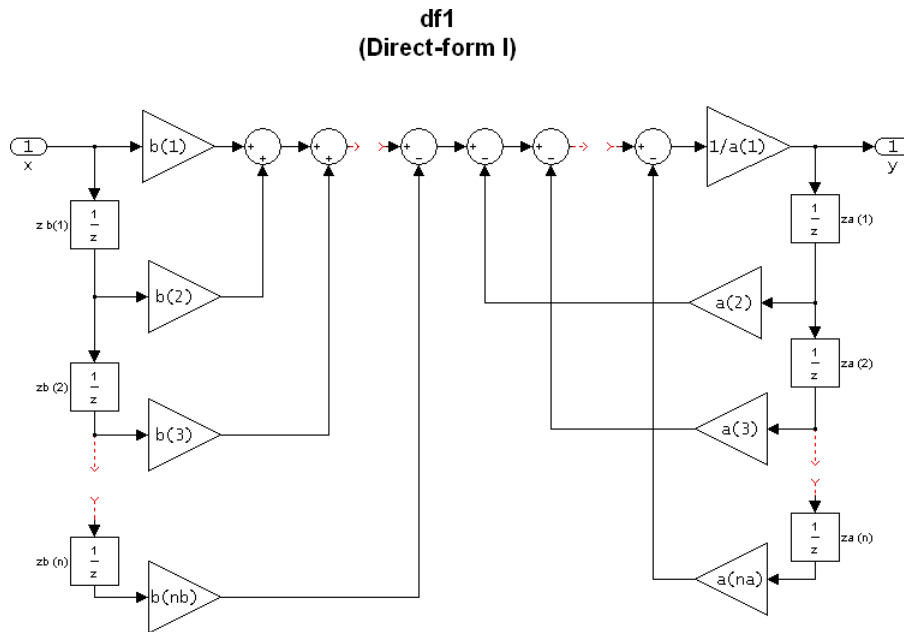 df1
(Direct-form I)
1
x
b(1)
+
+
+
+
+
−
+
−
+
−
+
−
1/a(1)
1
y
zb(1)
1
z
b(2)
zb(2)
1
z
b(3)
zb(n)
1
z
b(nb)
1
z
za(1)
a(2)
1
z
za(2)
a(3)
1
z
za(n)
a(na)